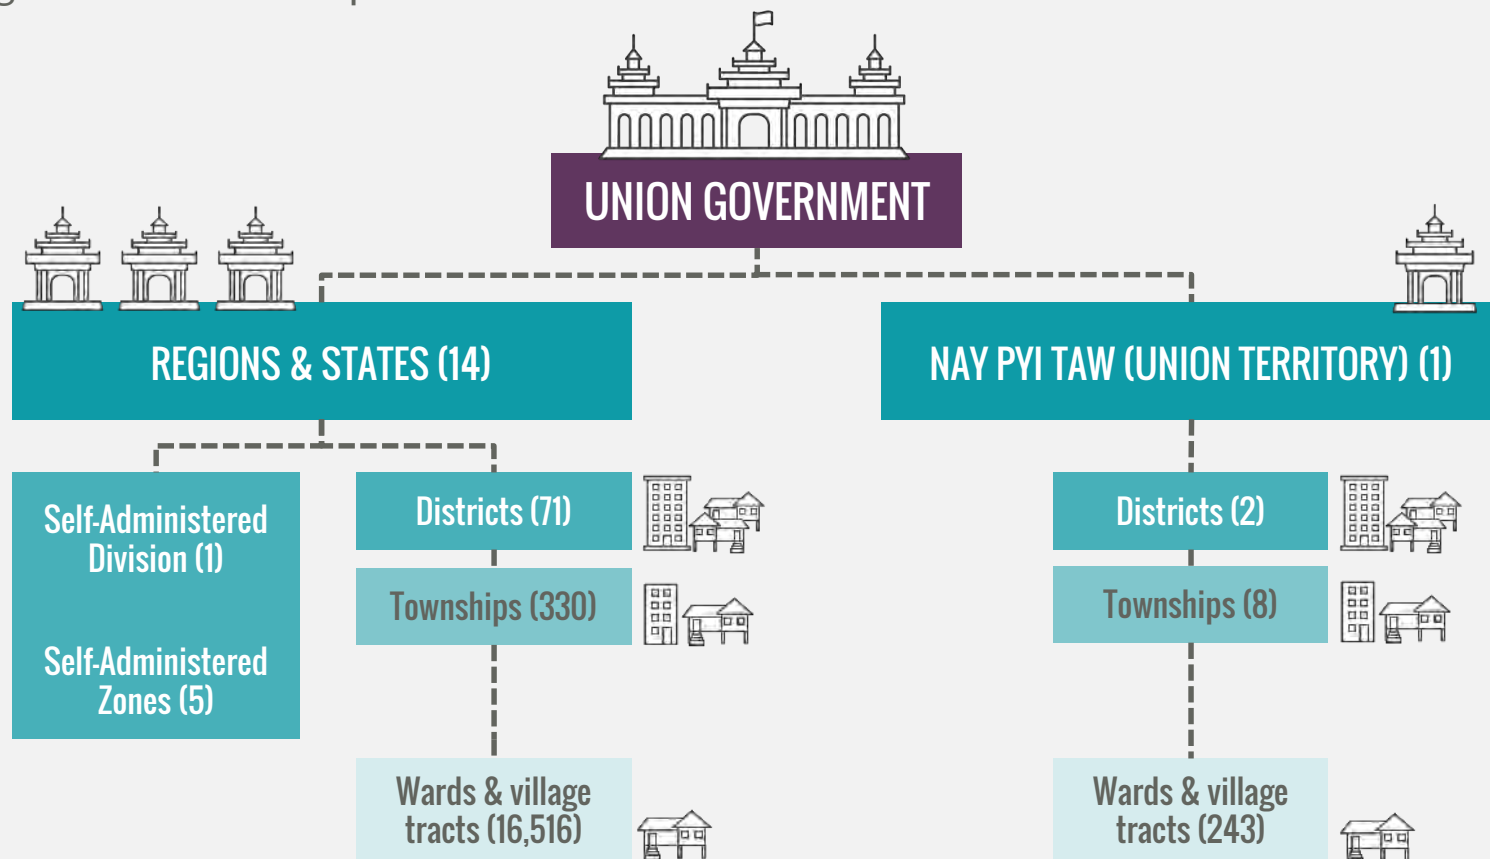 UNION GOVERNMENT
REGIONS & STATES (14)
NAY PYI TAW (UNION TERRITORY) (1)
Self-Administered
Division (1)
Self-Administered
Zones (5)
Districts (71)
Townships (330)
Wards & village
tracts (16,516)
Districts (2)
Townships (8)
Wards & village
tracts (243)